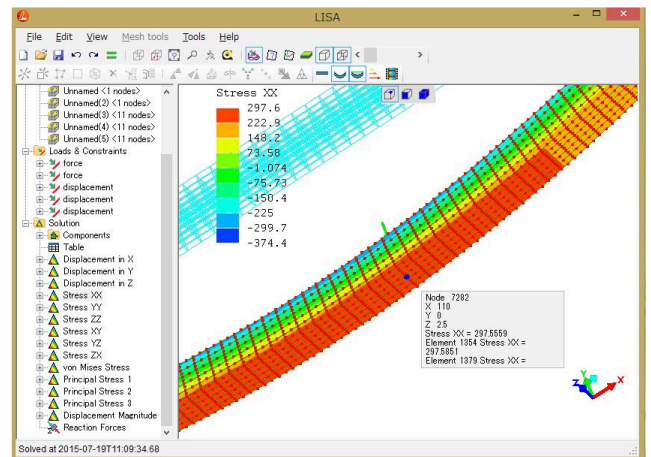 LISA
File Edit View Mesh tools Tools Help
Unnamed <1 nodes>
Unnamed(2) <1 nodes>
Unnamed(3) <11 nodes>
Unnamed(4) <11 nodes>
Unnamed(5) <11 nodes>
Loads & Constraints
force
force
displacement
displacement
displacement
Solution
Components
Table
Displacement in X
Displacement in Y
Displacement in Z
Stress XX
Stress YY
Stress ZZ
Stress XY
Stress YZ
Stress ZX
von Mises Stress
Principal Stress 1
Principal Stress 2
Principal Stress 3
Displacement Magnitude
Reaction Forces
Stress XX
297.6
222.9
148.2
73.58
-1.074
-75.73
-150.4
-225
-299.7
-374.4
Node 7282
X 110
Y 0
Z 2.5
Stress XX = 297.5559
Element 1354 Stress XX =
297.5851
Element 1379 Stress XX =
Y
Z X
Solved at 2015-07-19T11:09:34.68